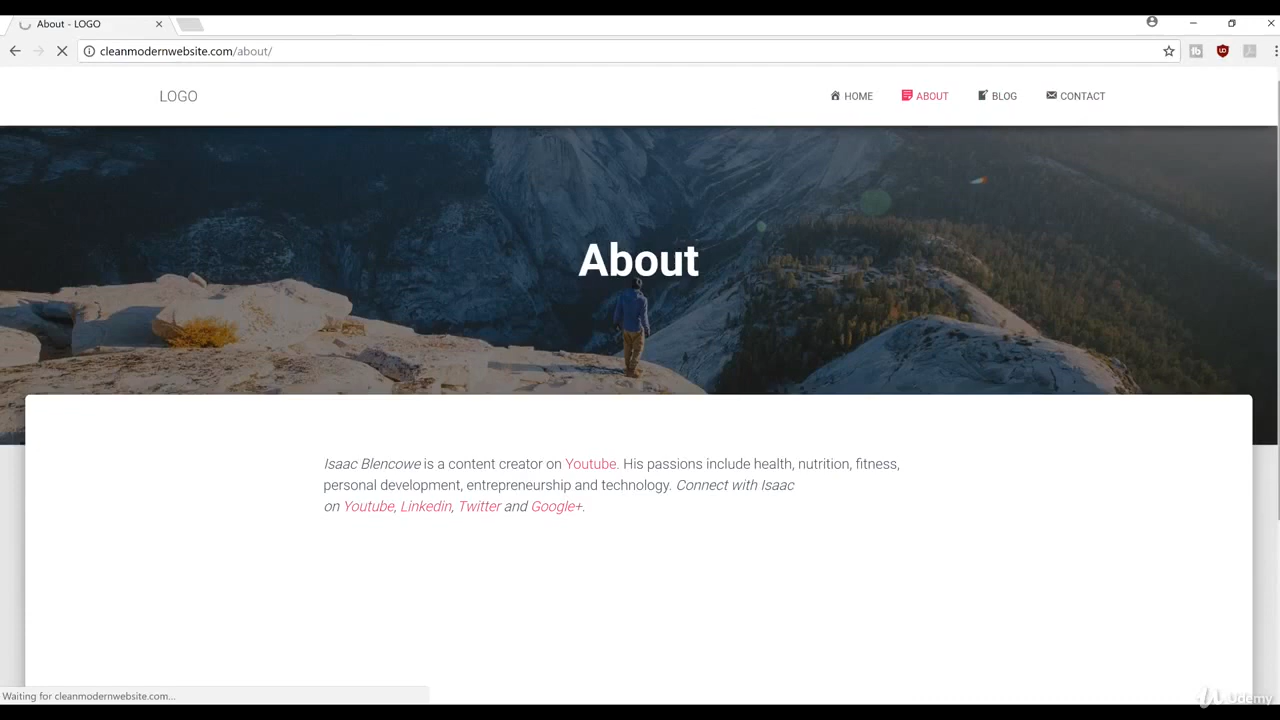 About - LOGO
cleanmodernwebsite.com/about/
LOGO
HOME
ABOUT
BLOG
CONTACT
About
Isaac Blencowe is a content creator on Youtube. His passions include health, nutrition, fitness,
personal development, entrepreneurship and technology. Connect with Isaac
on Youtube, Linkedin, Twitter and Google+.
Waiting for cleanmodernwebsite.com...
Udemy